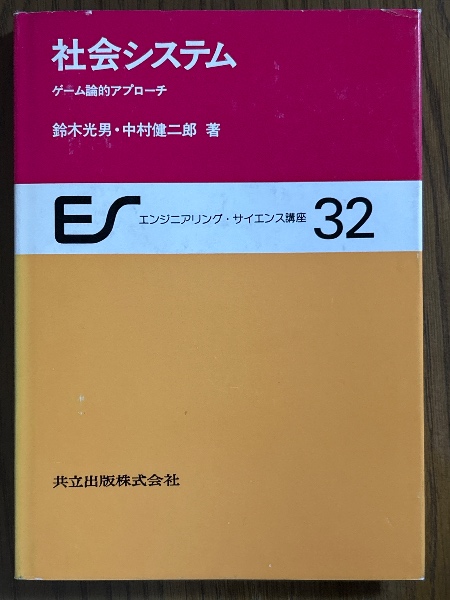 社会システム
ゲーム論的アプローチ
鈴木光男・中村健二郎 著
ES エンジニアリング・サイエンス講座 32
共立出版株式会社